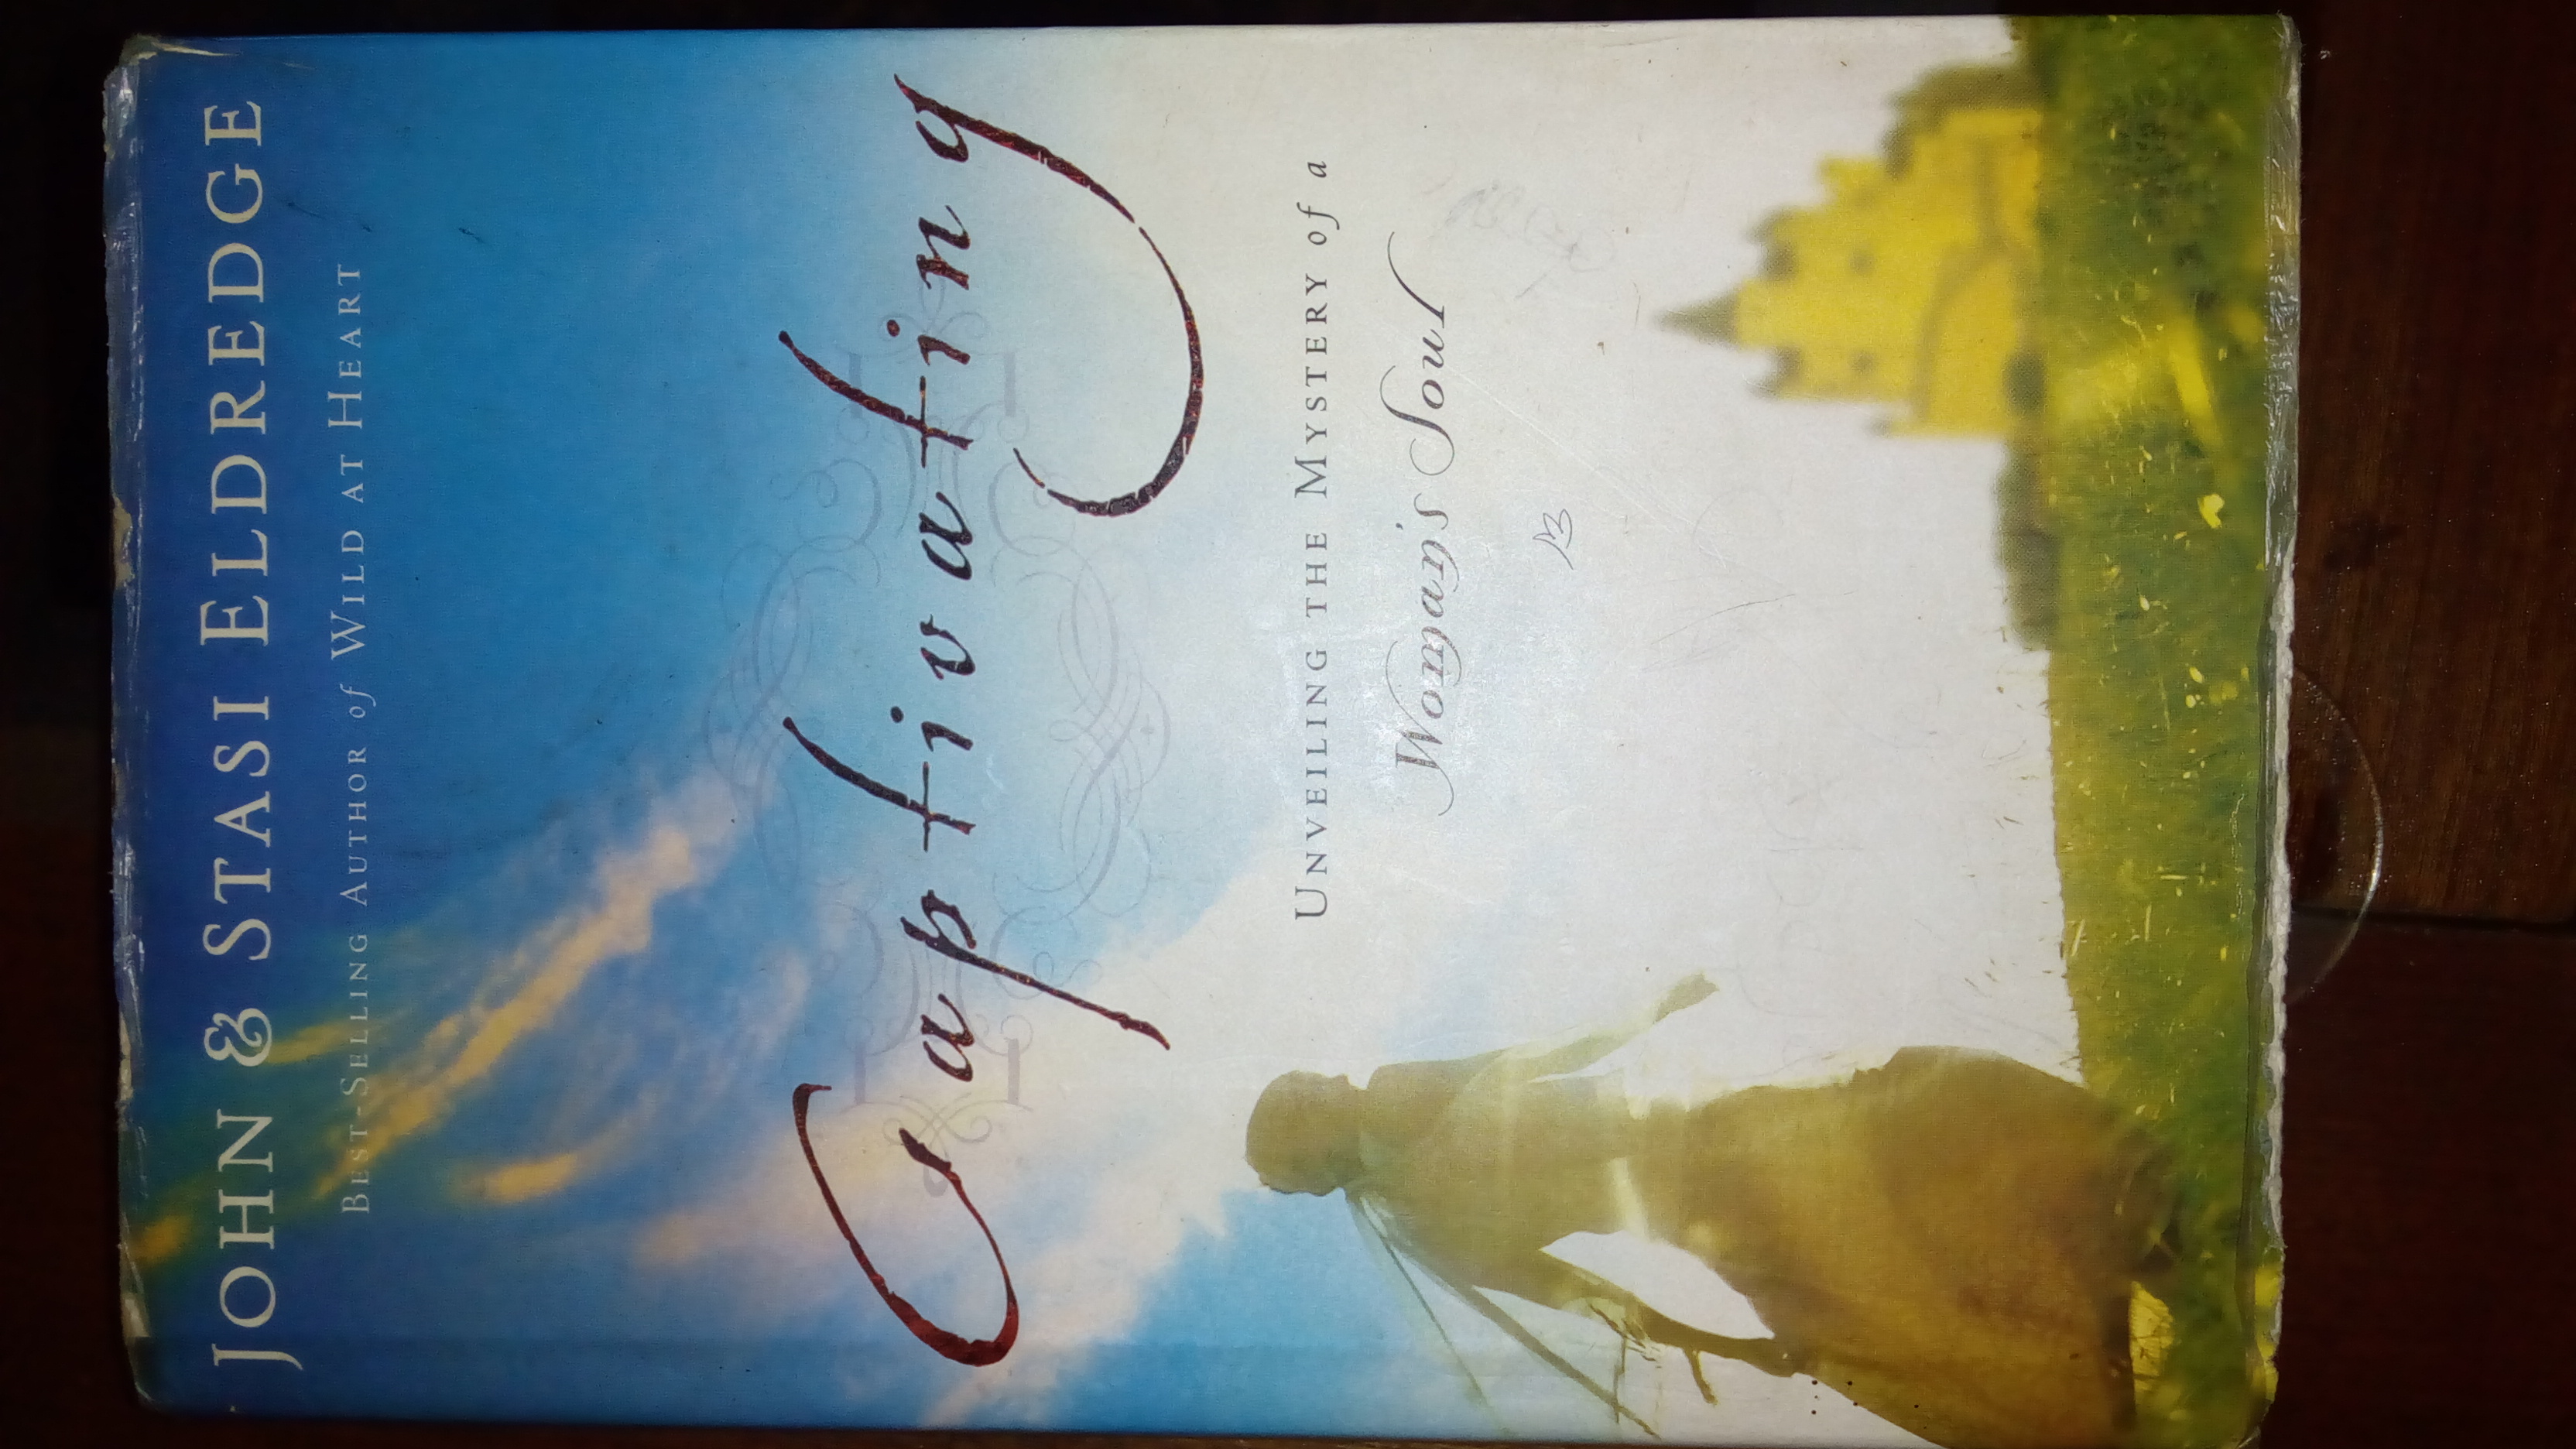 JOHN & STASI ELDREDGE
BEST-SELLING AUTHOR of WILD AT HEART
Captivating
UNVEILING THE MYSTERY of a
Woman's Soul